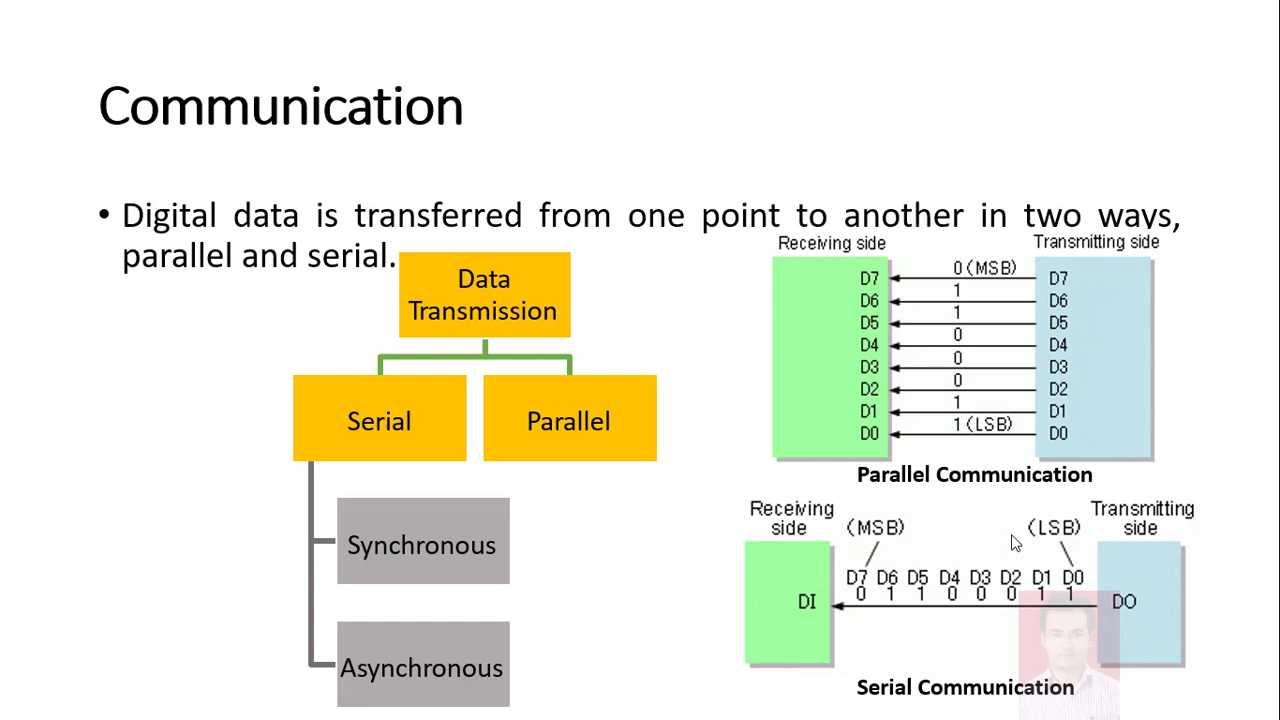 Communication
• Digital data is transferred from one point to another in two ways,
parallel and serial.
Data
Transmission
Serial
Parallel
Synchronous
Asynchronous
Receiving side
Transmitting side
D7 0(MSB) D7
D6 1 D6
D5 1 D5
D4 0 D4
D3 0 D3
D2 0 D2
D1 1 D1
D0 1(LSB) D0
Parallel Communication
Receiving
side
Transmitting
side
(MSB) (LSB)
D7 D6 D5 D4 D3 D2 D1 D0
0 1 1 0 0 0 1 1
DI DO
Serial Communication